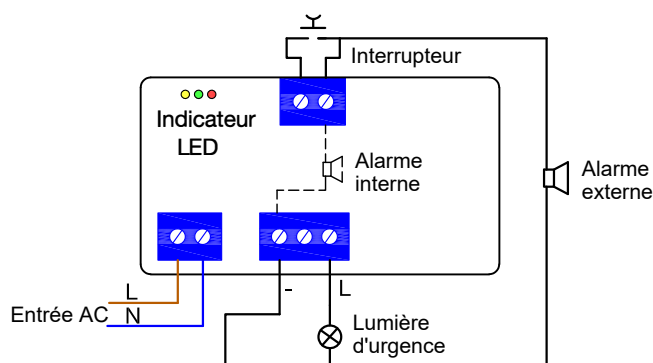 Interrupteur
Indicateur
LED
Alarme
interne
Alarme
externe
L
Entrée AC N
-
L
Lumière
d'urgence